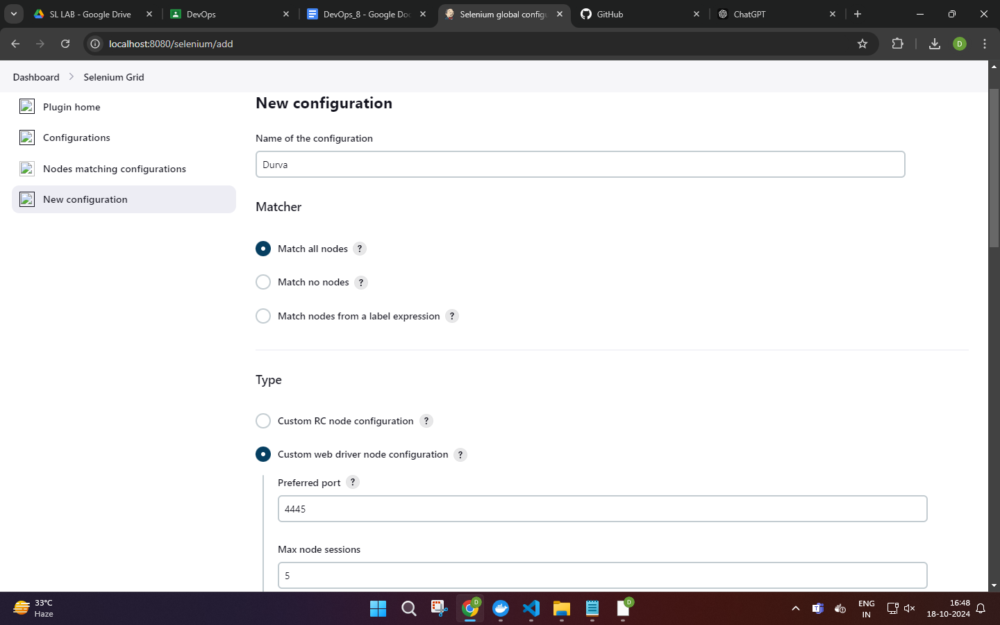 SL LAB - Google Drive
DevOps
DevOps_8 - Google Doc
Selenium global configu
GitHub
ChatGPT
localhost:8080/selenium/add
D
Dashboard
Selenium Grid
Plugin home
Configurations
Nodes matching configurations
New configuration
New configuration
Name of the configuration
Durva
Matcher
Match all nodes ?
Match no nodes ?
Match nodes from a label expression ?
Type
Custom RC node configuration ?
Custom web driver node configuration ?
Preferred port ?
4445
Max node sessions
5
33°C
Haze
D
D
ENG
IN
16:48
18-10-2024